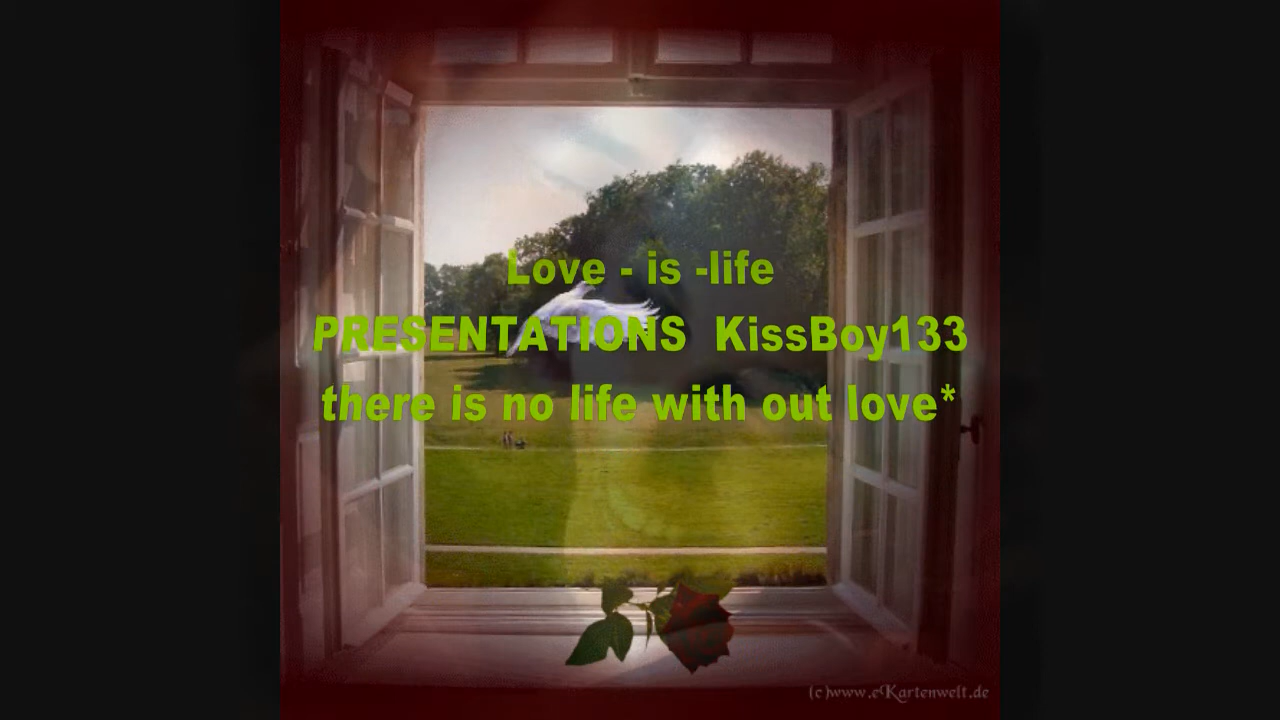 Love - is -life
PRESENTATIONS KissBoy133
there is no life with out love*
(c)www.eKartenwelt.de